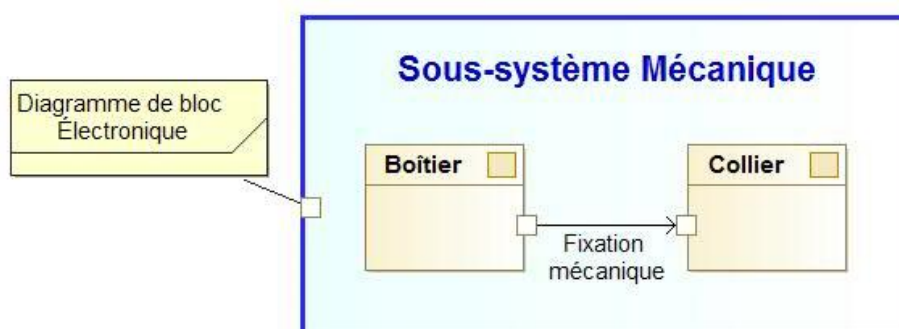 Sous-système Mécanique
Diagramme de bloc
Électronique
Boîtier
Collier
Fixation
mécanique